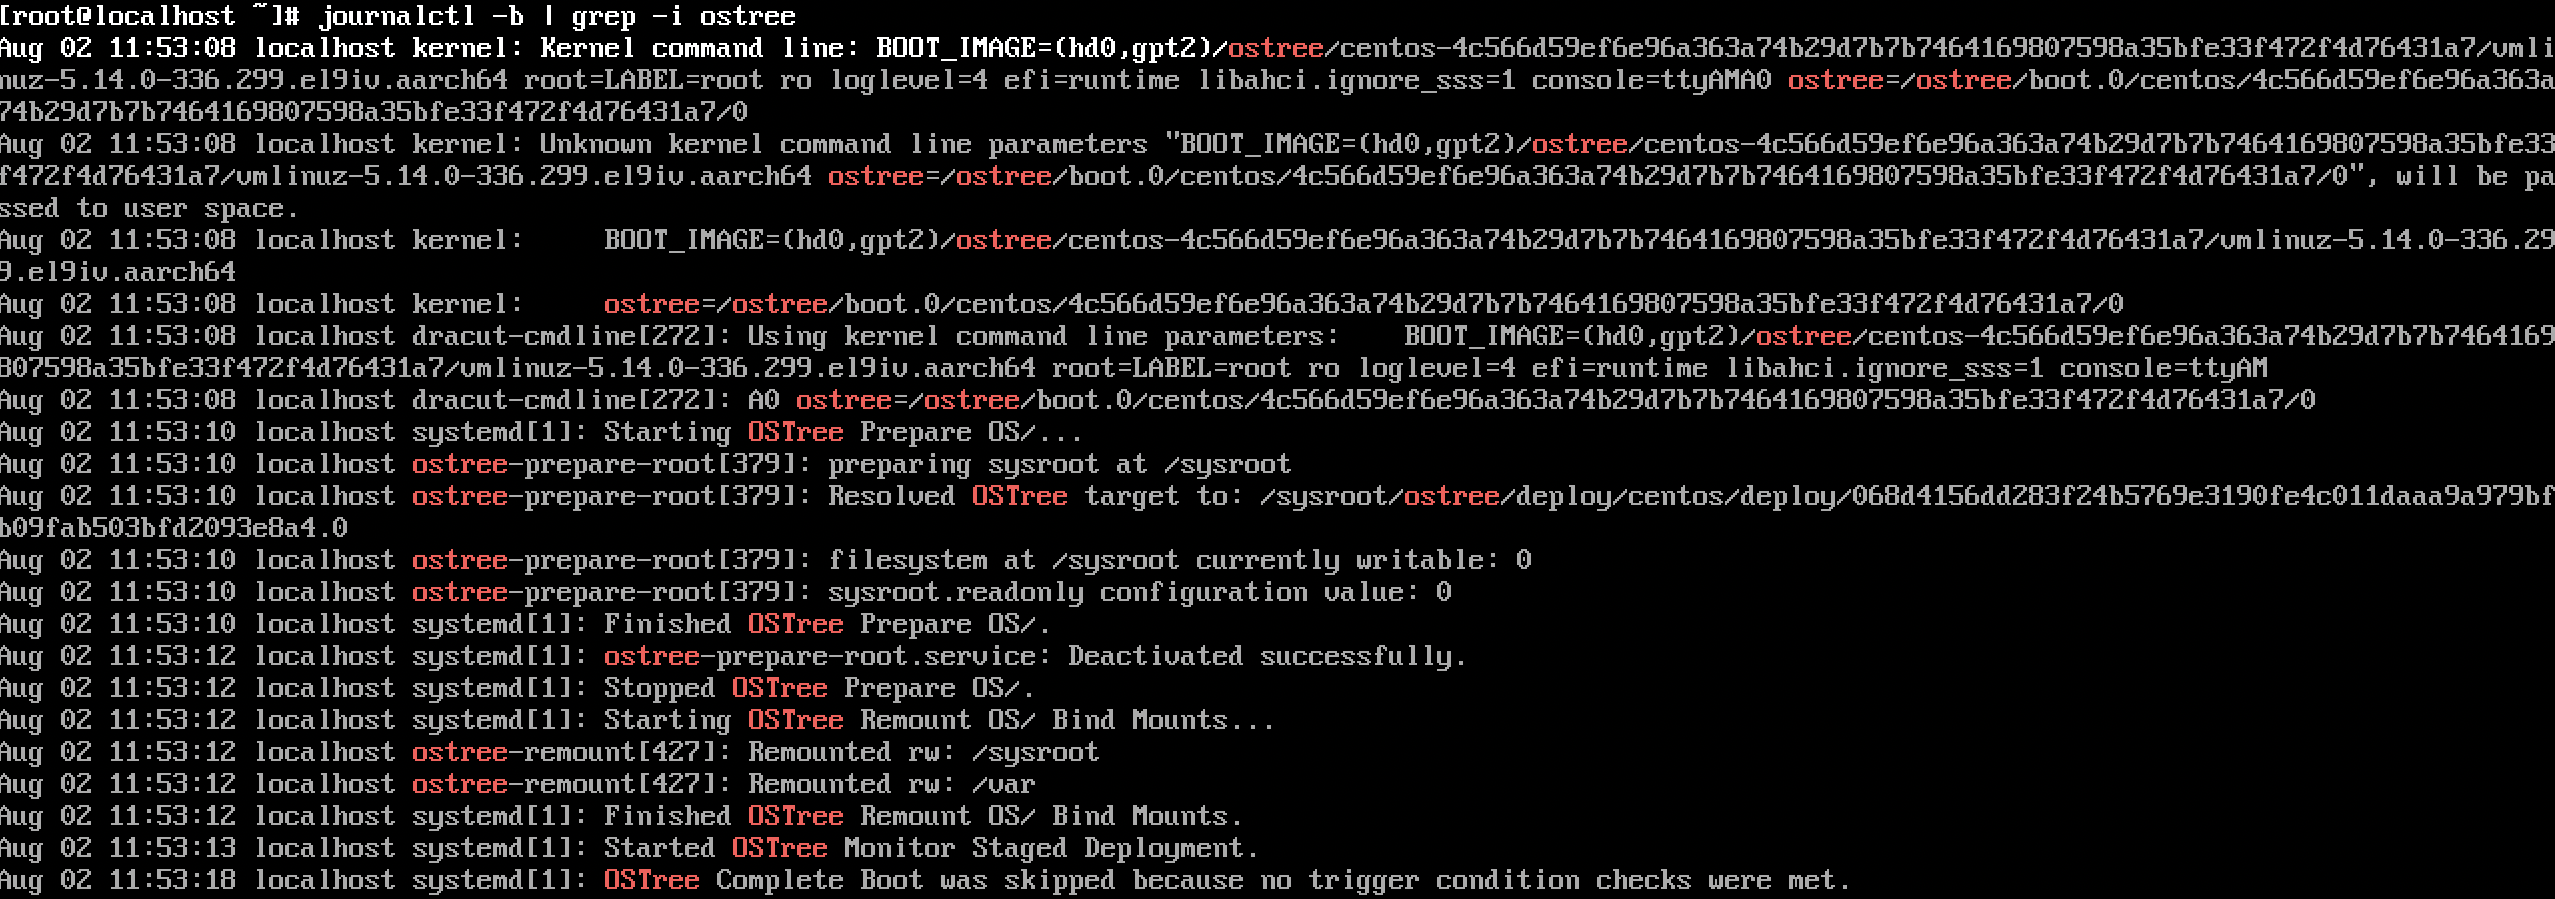 [root@localhost ~]# journalctl -b | grep -i ostree
Aug 02 11:53:08 localhost kernel: Kernel command line: BOOT_IMAGE=(hd0,gpt2)/ostree/centos-4c566d59ef6e96a363a74b29d7b7b7464169807598a35bfe33f472f4d76431a7/vmli
nuz-5.14.0-336.299.el9iv.aarch64 root=LABEL=root ro loglevel=4 efi=runtime libahci.ignore_sss=1 console=ttyAMA0 ostree=/ostree/boot.0/centos/4c566d59ef6e96a363a
74b29d7b7b7464169807598a35bfe33f472f4d76431a7/0
Aug 02 11:53:08 localhost kernel: Unknown kernel command line parameters "BOOT_IMAGE=(hd0,gpt2)/ostree/centos-4c566d59ef6e96a363a74b29d7b7b7464169807598a35bfe33
f472f4d76431a7/vmlinuz-5.14.0-336.299.el9iv.aarch64 ostree=/ostree/boot.0/centos/4c566d59ef6e96a363a74b29d7b7b7464169807598a35bfe33f472f4d76431a7/0", will be pa
ssed to user space.
Aug 02 11:53:08 localhost kernel:     BOOT_IMAGE=(hd0,gpt2)/ostree/centos-4c566d59ef6e96a363a74b29d7b7b7464169807598a35bfe33f472f4d76431a7/vmlinuz-5.14.0-336.29
9.el9iv.aarch64
Aug 02 11:53:08 localhost kernel:     ostree=/ostree/boot.0/centos/4c566d59ef6e96a363a74b29d7b7b7464169807598a35bfe33f472f4d76431a7/0
Aug 02 11:53:08 localhost dracut-cmdline[272]: Using kernel command line parameters:    BOOT_IMAGE=(hd0,gpt2)/ostree/centos-4c566d59ef6e96a363a74b29d7b7b7464169
807598a35bfe33f472f4d76431a7/vmlinuz-5.14.0-336.299.el9iv.aarch64 root=LABEL=root ro loglevel=4 efi=runtime libahci.ignore_sss=1 console=ttyAM
Aug 02 11:53:08 localhost dracut-cmdline[272]: A0 ostree=/ostree/boot.0/centos/4c566d59ef6e96a363a74b29d7b7b7464169807598a35bfe33f472f4d76431a7/0
Aug 02 11:53:10 localhost systemd[1]: Starting OSTree Prepare OS/...
Aug 02 11:53:10 localhost ostree-prepare-root[379]: preparing sysroot at /sysroot
Aug 02 11:53:10 localhost ostree-prepare-root[379]: Resolved OSTree target to: /sysroot/ostree/deploy/centos/deploy/068d4156dd283f24b5769e3190fe4c011daaa9a979bf
b09fab503bfd2093e8a4.0
Aug 02 11:53:10 localhost ostree-prepare-root[379]: filesystem at /sysroot currently writable: 0
Aug 02 11:53:10 localhost ostree-prepare-root[379]: sysroot.readonly configuration value: 0
Aug 02 11:53:10 localhost systemd[1]: Finished OSTree Prepare OS/.
Aug 02 11:53:12 localhost systemd[1]: ostree-prepare-root.service: Deactivated successfully.
Aug 02 11:53:12 localhost systemd[1]: Stopped OSTree Prepare OS/.
Aug 02 11:53:12 localhost systemd[1]: Starting OSTree Remount OS/ Bind Mounts...
Aug 02 11:53:12 localhost ostree-remount[427]: Remounted rw: /sysroot
Aug 02 11:53:12 localhost ostree-remount[427]: Remounted rw: /var
Aug 02 11:53:12 localhost systemd[1]: Finished OSTree Remount OS/ Bind Mounts.
Aug 02 11:53:13 localhost systemd[1]: Started OSTree Monitor Staged Deployment.
Aug 02 11:53:18 localhost systemd[1]: OSTree Complete Boot was skipped because no trigger condition checks were met.